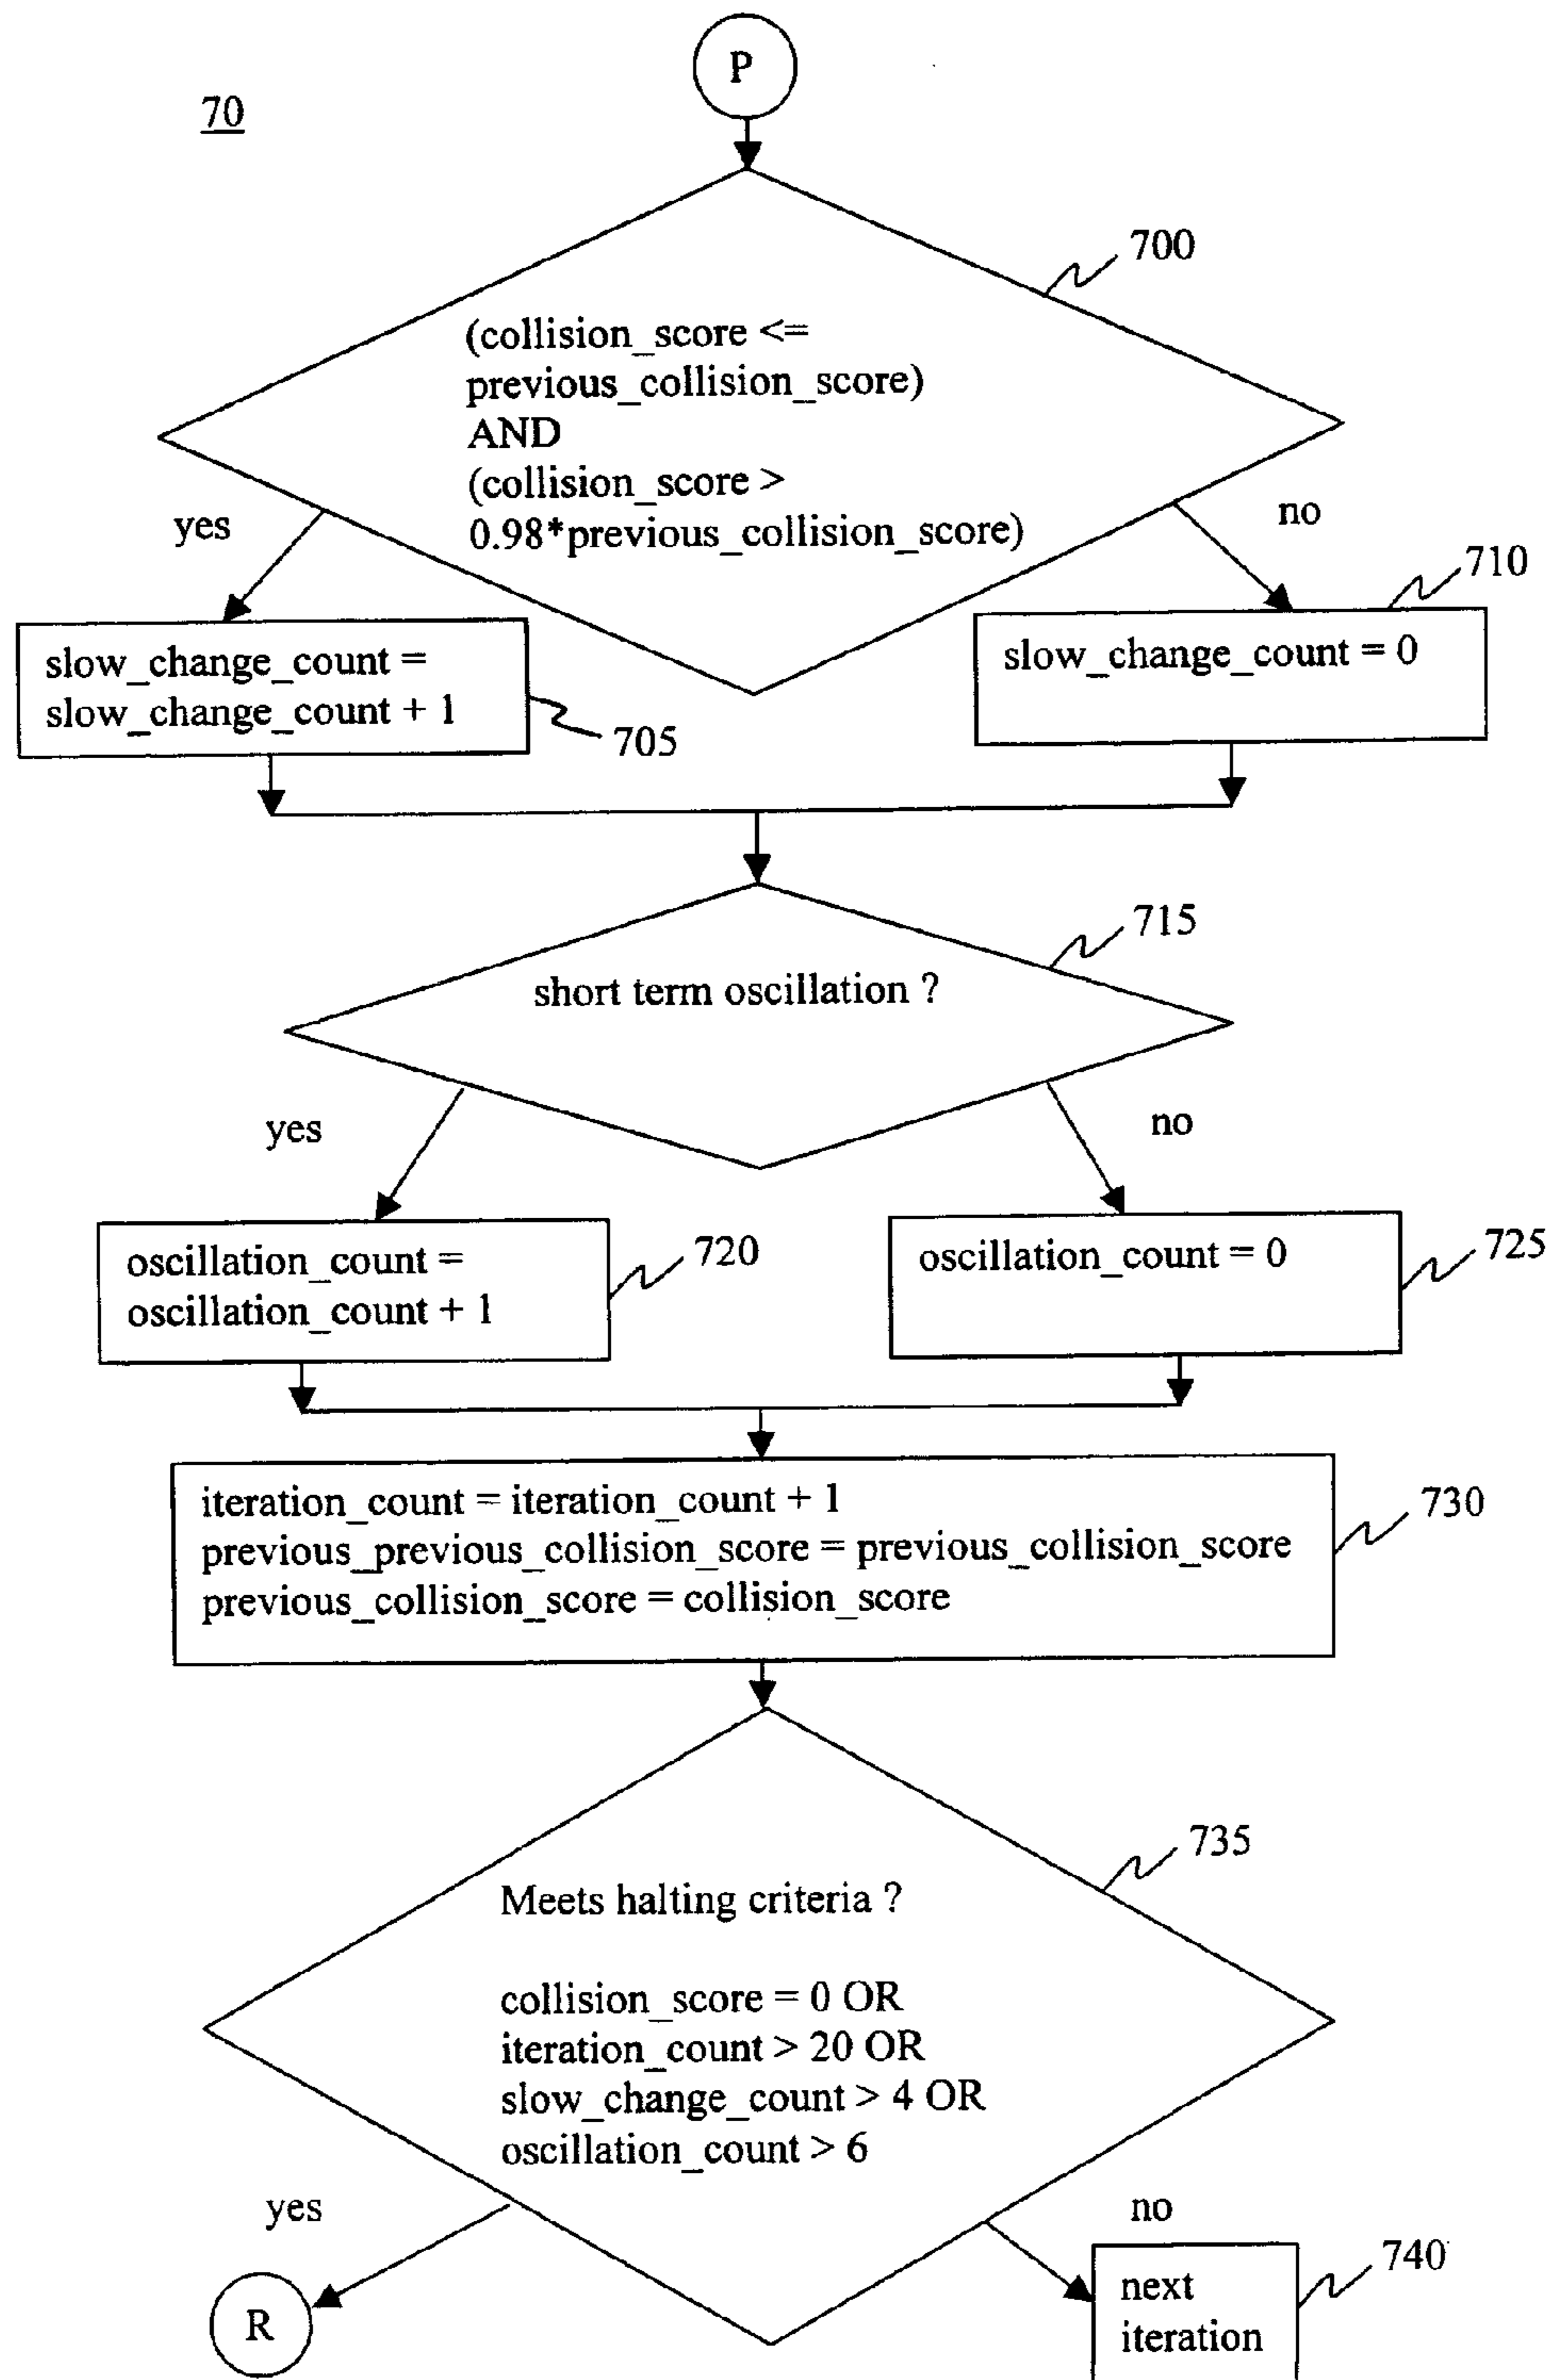 P
70
700
(collision_score <=
previous_collision_score)
AND
(collision_score >
0.98*previous_collision_score)
yes
no
710
slow_change_count =
slow_change_count + 1
705
slow_change_count = 0
715
short term oscillation ?
yes
no
oscillation_count =
oscillation_count + 1
720
oscillation_count = 0
725
iteration_count = iteration_count + 1
previous_previous_collision_score = previous_collision_score
previous_collision_score = collision_score
730
735
Meets halting criteria ?
collision_score = 0 OR
iteration_count > 20 OR
slow_change_count > 4 OR
oscillation_count > 6
yes
no
R
next
iteration
740